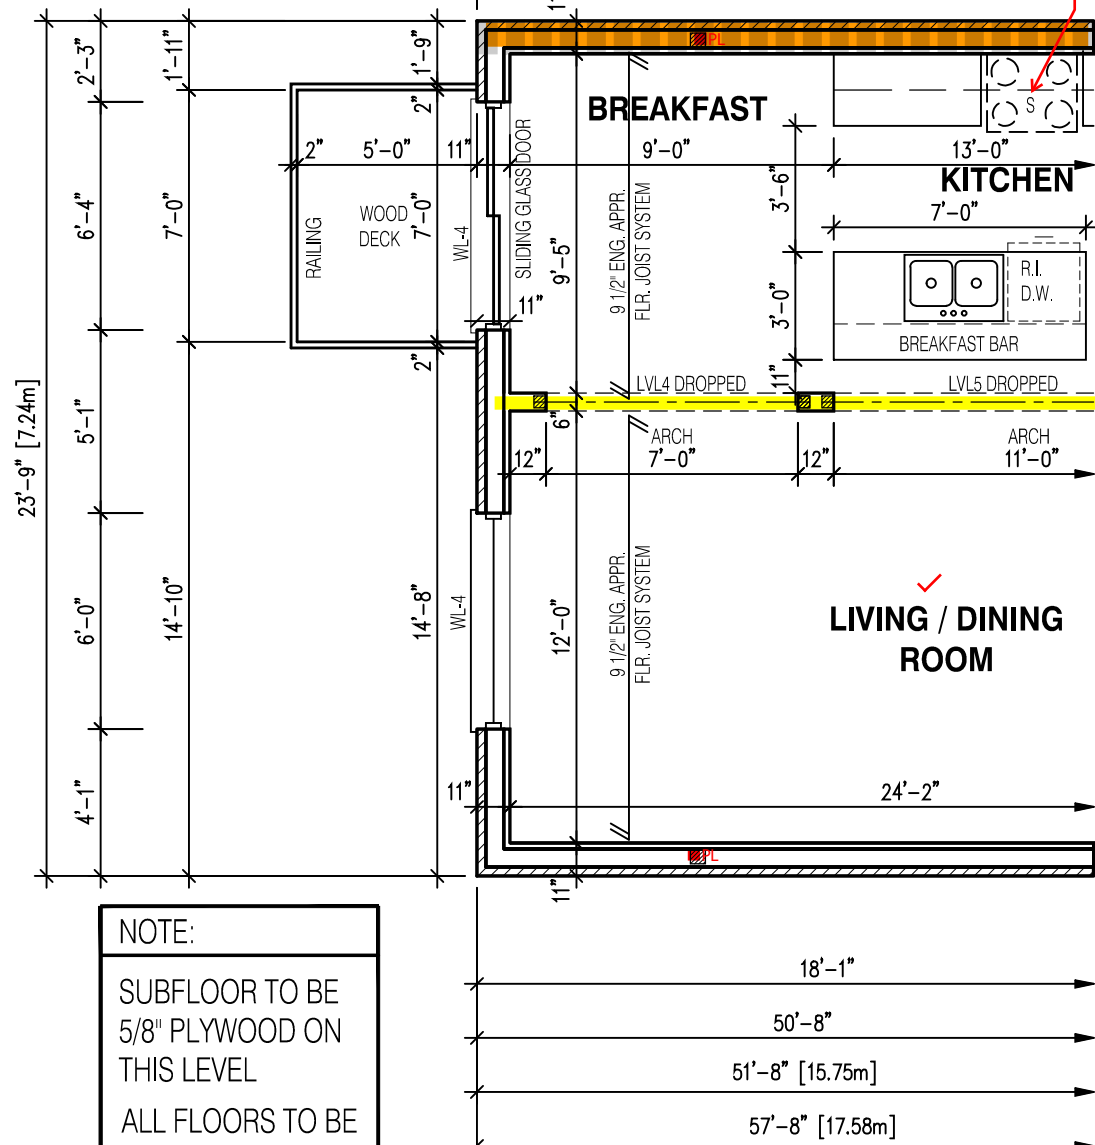 11"
PL
S
BREAKFAST
2'-3"
1'-11"
1'-9"
2"
2"
5'-0"
11"
9'-0"
13'-0"
KITCHEN
7'-0"
3'-6"
6'-4"
7'-0"
RAILING
WOOD
DECK
7'-0"
WL-4
SLIDING GLASS DOOR
11"
9'-5"
9 1/2" ENG. APPR.
FLR. JOIST SYSTEM
R.I.
D.W.
3'-0"
BREAKFAST BAR
2"
11"
LVL4 DROPPED
LVL5 DROPPED
6"
ARCH
ARCH
12"
7'-0"
12"
11'-0"
23'-9" [7.24m]
5'-1"
6'-0"
14'-10"
14'-8"
WL-4
12'-0"
9 1/2" ENG. APPR.
FLR. JOIST SYSTEM
LIVING / DINING
ROOM
4'-1"
11"
24'-2"
PL
11"
NOTE:
SUBFLOOR TO BE
5/8" PLYWOOD ON
THIS LEVEL
ALL FLOORS TO BE
18'-1"
50'-8"
51'-8" [15.75m]
57'-8" [17.58m]